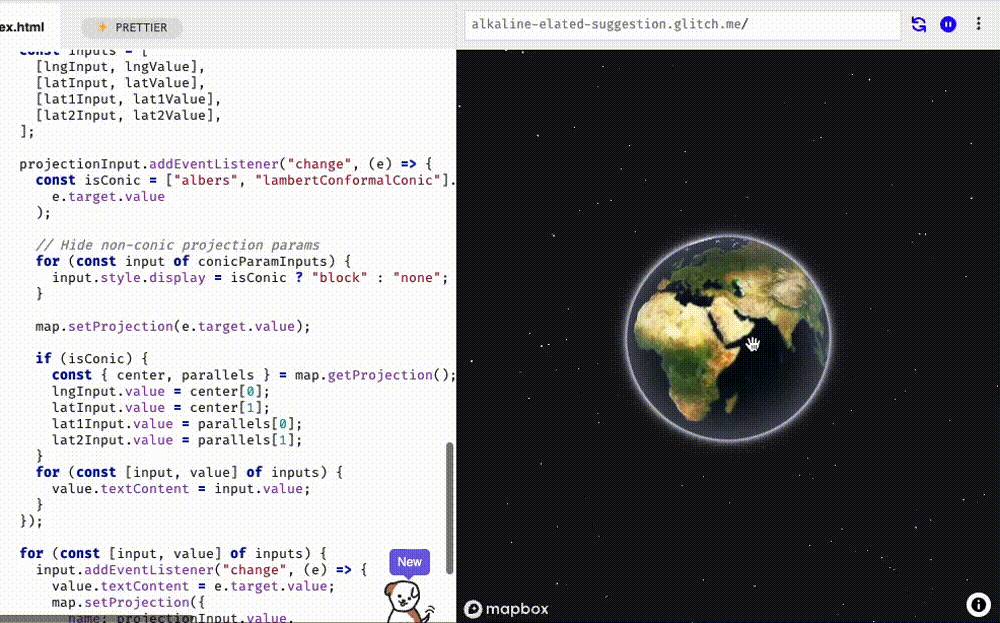 ex.html
PRETTIER
alkaline-elated-suggestion.glitch.me/
const inputs = [
[lngInput, lngValue],
[latInput, latValue],
[lat1Input, lat1Value],
[lat2Input, lat2Value],
];
projectionInput.addEventListener("change", (e) => {
const isConic = ["albers", "lambertConformalConic"].
e.target.value
);
// Hide non-conic projection params
for (const input of conicParamInputs) {
input.style.display = isConic ? "block" : "none";
}
map.setProjection(e.target.value);
if (isConic) {
const { center, parallels } = map.getProjection();
lngInput.value = center[0];
latInput.value = center[1];
lat1Input.value = parallels[0];
lat2Input.value = parallels[1];
}
for (const [input, value] of inputs) {
value.textContent = input.value;
}
});
for (const [input, value] of inputs) {
input.addEventListener("change", (e) => {
value.textContent = e.target.value;
map.setProjection({
name: projectionInput.value,
New
mapbox